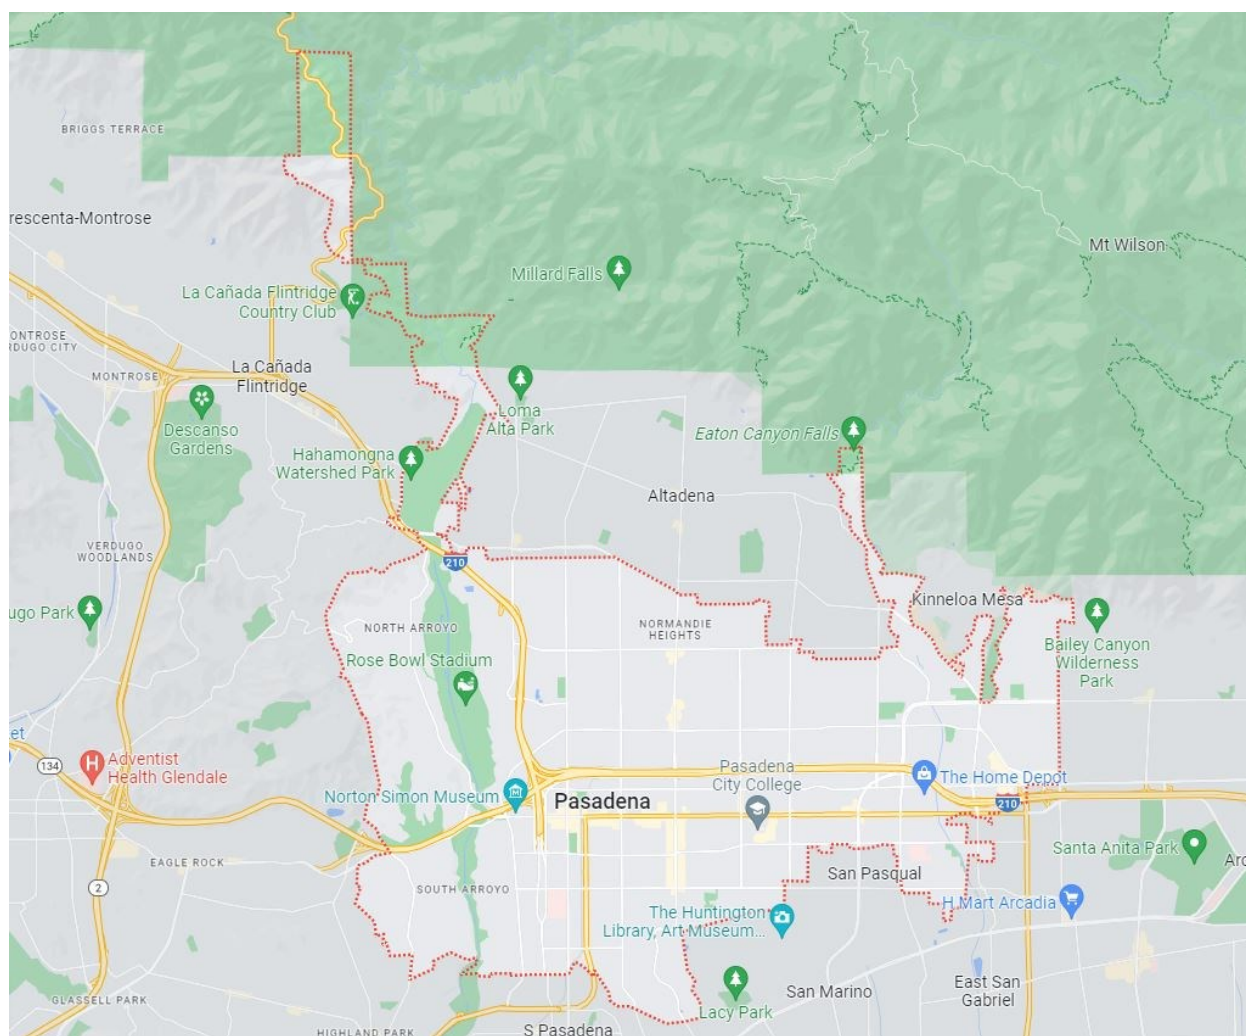 BRIGGS TERRACE
rescenta-Montrose
Mt Wilson
Millard Falls
La Cañada Flintridge
Country Club
ONTROSE
RDUGO CITY
MONTROSE
La Cañada
Flintridge
Loma
Alta Park
Descanso
Gardens
Eaton Canyon Falls
Hahamongna
Watershed Park
Altadena
VERDUGO
WOODLANDS
210
Kinneloa Mesa
ugo Park
NORTH ARROYO
NORMANDIE
HEIGHTS
Bailey Canyon
Wilderness
Park
Rose Bowl Stadium
et
134
Adventist
Health Glendale
Pasadena
City College
The Home Depot
Norton Simon Museum
Pasadena
210
EAGLE ROCK
Santa Anita Park
Arc
San Pasqual
2
SOUTH ARROYO
H Mart Arcadia
The Huntington
Library, Art Museum...
East San
Gabriel
San Marino
GLASSELL PARK
Lacy Park
HIGHLAND PARK
S Pasadena